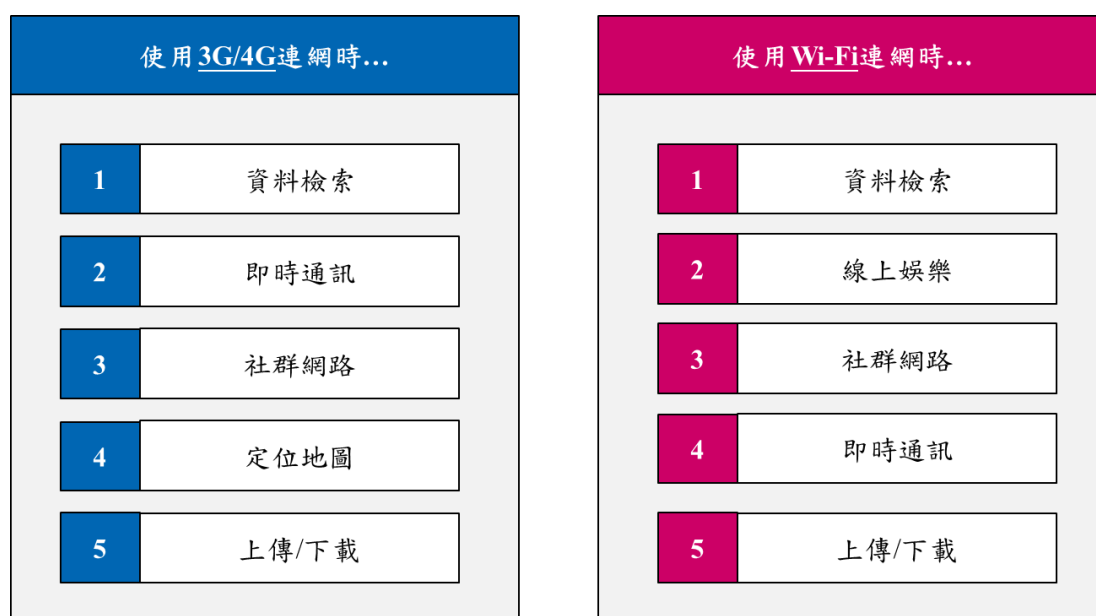 使用3G/4G連網時...
1 資料檢索
2 即時通訊
3 社群網路
4 定位地圖
5 上傳/下載
使用Wi-Fi連網時...
1 資料檢索
2 線上娛樂
3 社群網路
4 即時通訊
5 上傳/下載